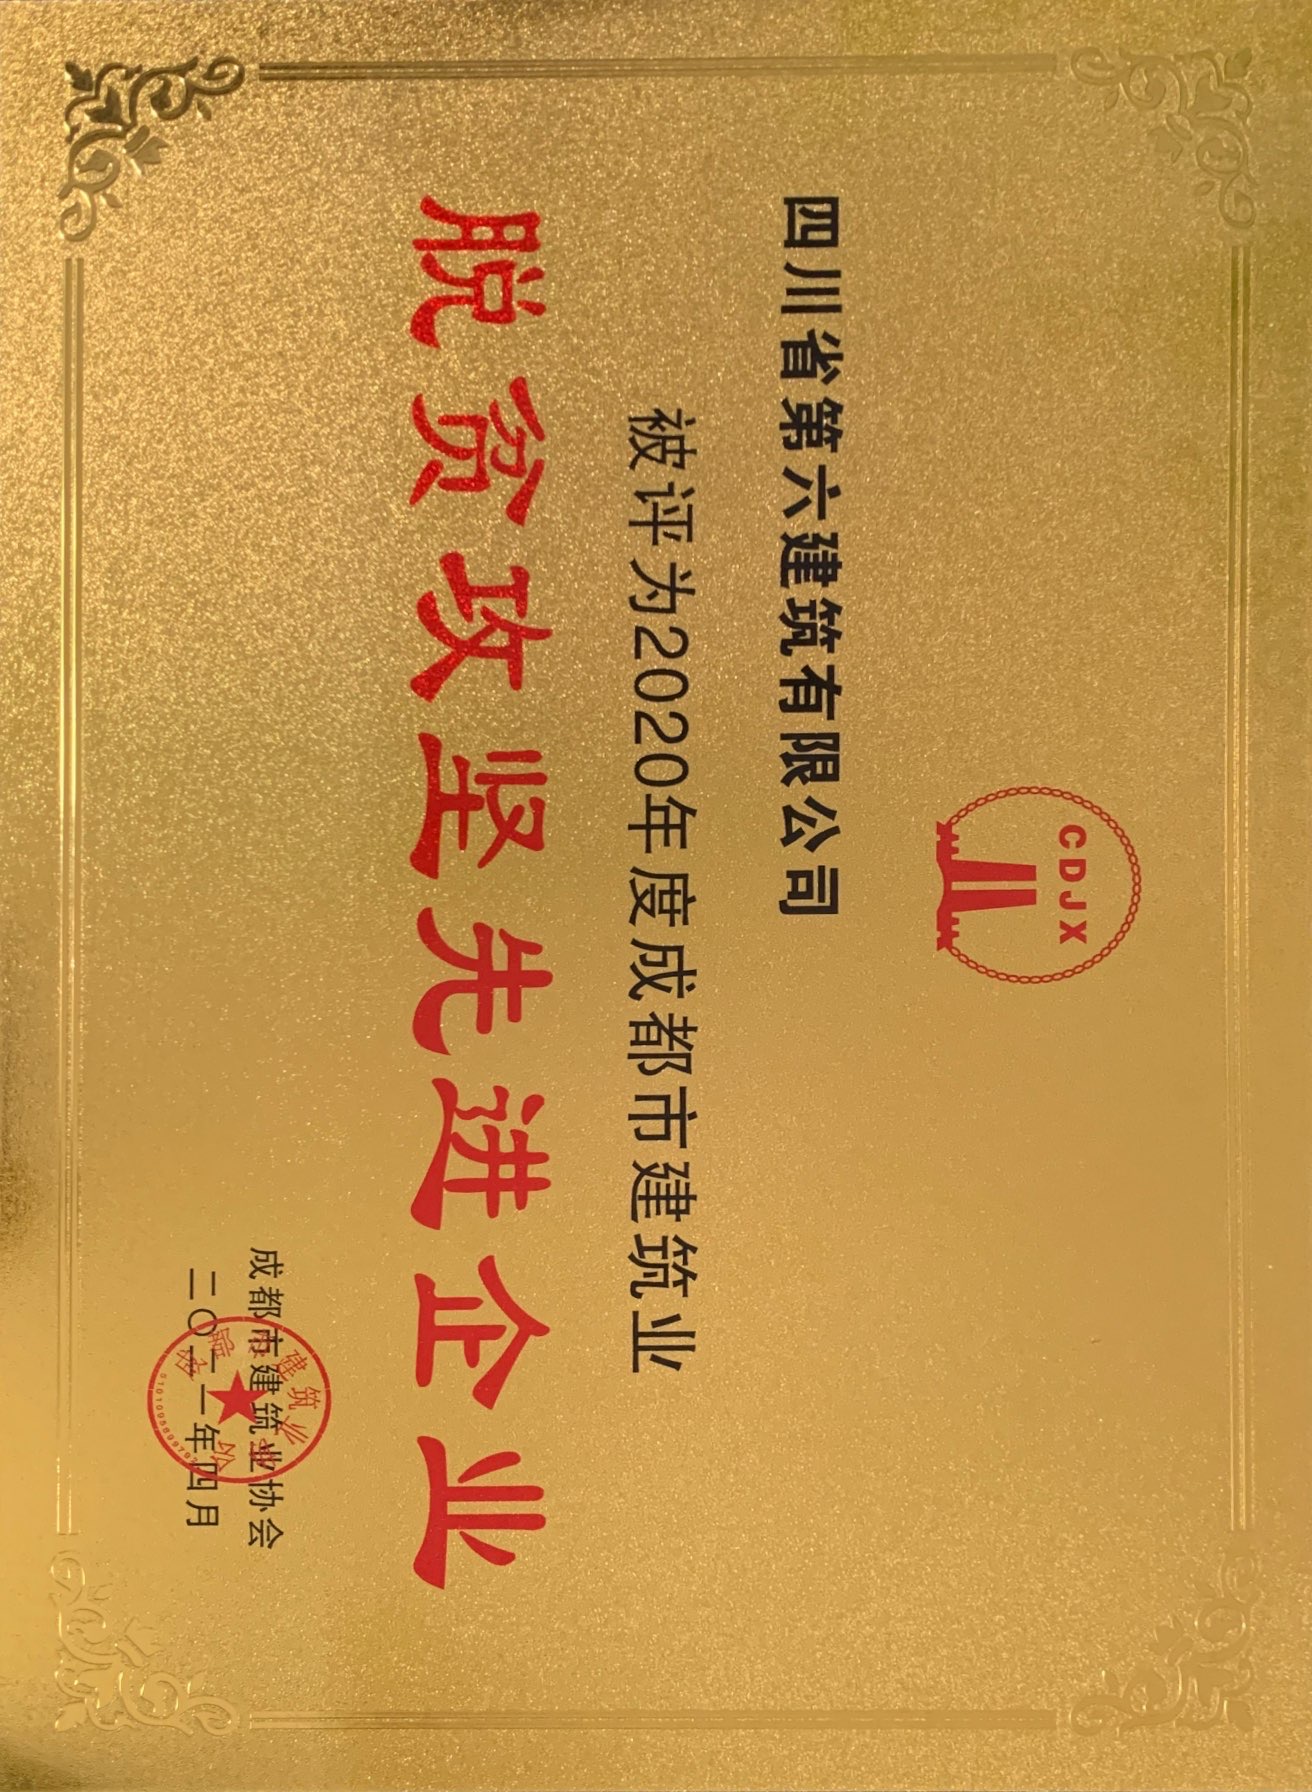 CDJX
四川省第六建筑有限公司
被评为2020年度成都市建筑业
脱贫攻坚先进企业
成都市建筑业协会
二〇二一年四月